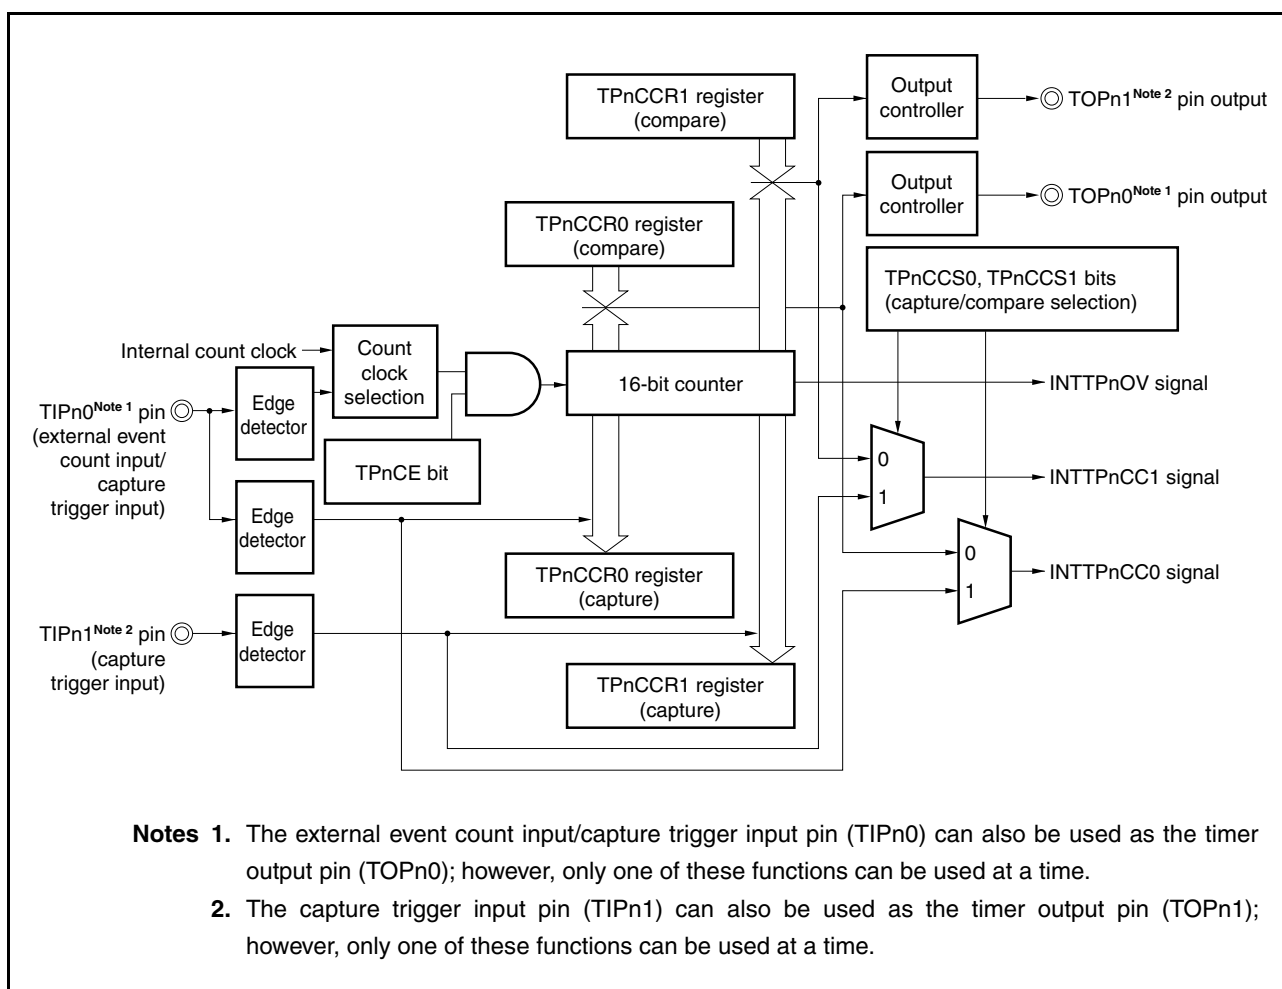 TPnCCR1 register
(compare)
Output
controller
TOPn1Note 2 pin output
Output
controller
TOPn0Note 1 pin output
TPnCCR0 register
(compare)
TPnCCS0, TPnCCS1 bits
(capture/compare selection)
Internal count clock
Count
clock
selection
16-bit counter
INTTPnOV signal
TIPn0Note 1 pin
(external event
count input/
capture
trigger input)
Edge
detector
TPnCE bit
0
1
INTTPnCC1 signal
Edge
detector
TPnCCR0 register
(capture)
0
1
INTTPnCC0 signal
TIPn1Note 2 pin
(capture
trigger input)
Edge
detector
TPnCCR1 register
(capture)
Notes 1. The external event count input/capture trigger input pin (TIPn0) can also be used as the timer
output pin (TOPn0); however, only one of these functions can be used at a time.
2. The capture trigger input pin (TIPn1) can also be used as the timer output pin (TOPn1);
however, only one of these functions can be used at a time.